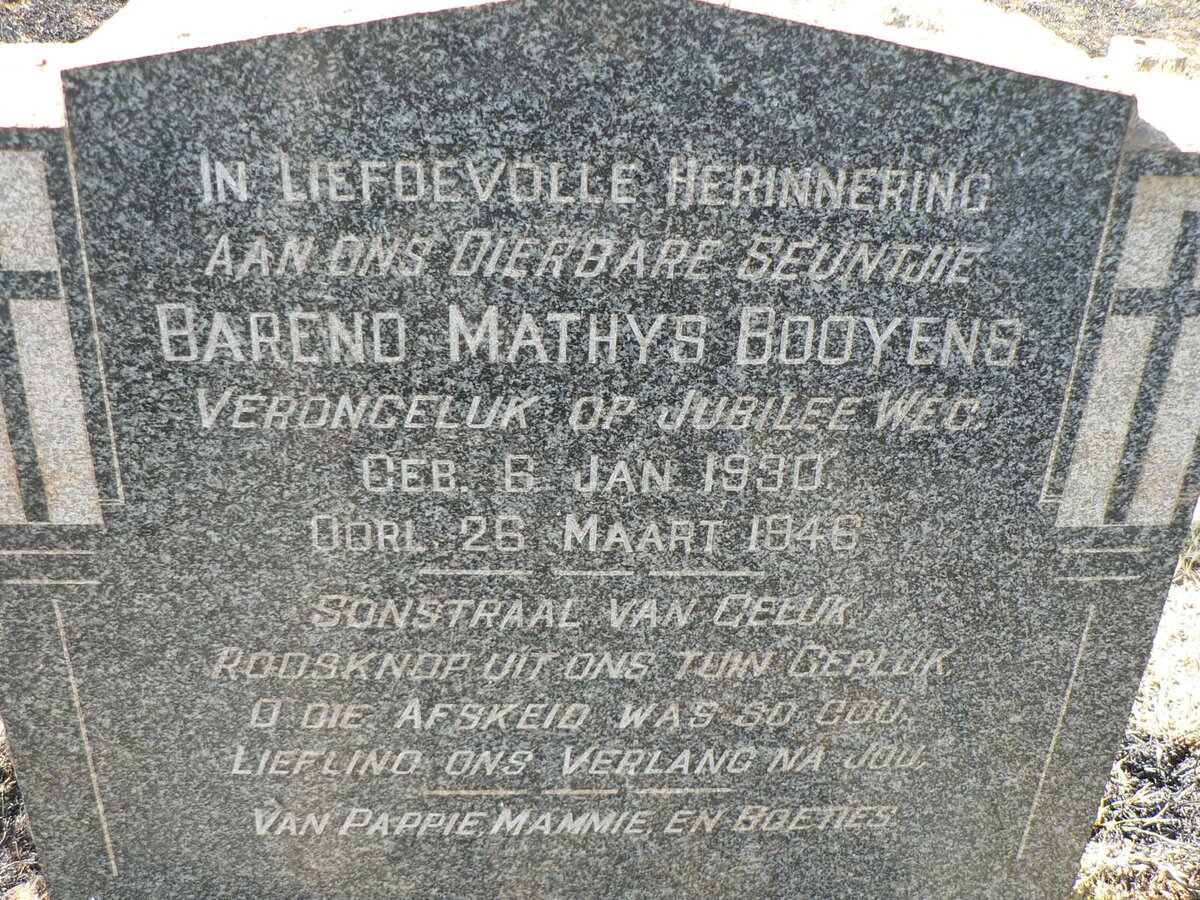 IN LIEFDEVOLLE HERINNERING
AAN ONS DIERBARE SEUNTJIE
BAREND MATHYS BOOYENS
VERONGELUK OP JUBILEE WEG.
GEB. 6 JAN 1930.
OORL. 26 MAART 1946
SONSTRAAL VAN GELUK.
ROOSKNOP UIT ONS TUIN GEPLUK
O DIE AFSKEID WAS SO GOU,
LIEFLING ONS VERLANG NA JOU.
VAN PAPPIE MAMMIE EN BOETIES.